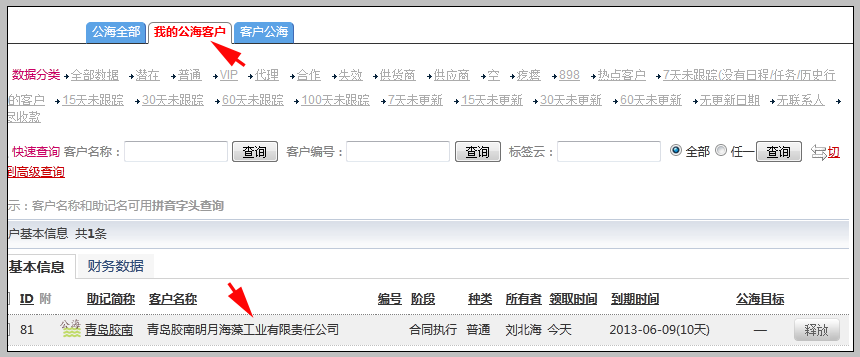 公海全部 我的公海客户 客户公海
数据分类 全部数据 潜在 普通 VIP 代理 合作 失效 供货商 供应商 空 疙瘩 898 热点客户 7天未跟踪(没有日程/任务/历史行
的客户 15天未跟踪 30天未跟踪 60天未跟踪 100天未跟踪 7天未更新 15天未更新 30天未更新 60天未更新 无更新日期 无联系人
收款
快速查询 客户名称： 查询 客户编号： 查询 标签云： 全部 任一 查询 切
到高级查询
示：客户名称和助记名可用拼音字头查询
户基本信息 共1条
基本信息 财务数据
ID 附 助记简称 客户名称 编号 阶段 种类 所有者 领取时间 到期时间 公海目标
81 公海 青岛胶南 青岛胶南明月海藻工业有限责任公司 合同执行 普通 刘北海 今天 2013-06-09(10天) — 释放